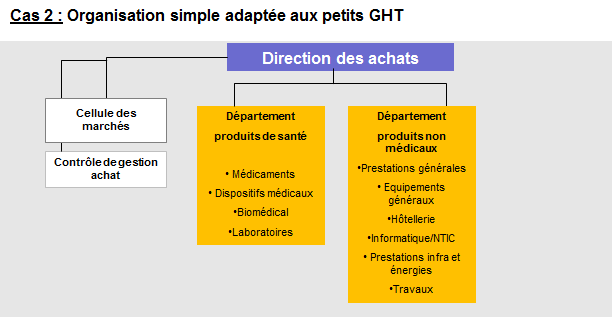 Cas 2 : Organisation simple adaptée aux petits GHT
Direction des achats
Cellule des
marchés
Contrôle de gestion
achat
Département
produits de santé
• Médicaments
• Dispositifs médicaux
•Biomédical
•Laboratoires
Département
produits non
médicaux
•Prestations générales
• Equipements
généraux
•Hôtellerie
•Informatique/NTIC
• Prestations infra et
énergies
•Travaux